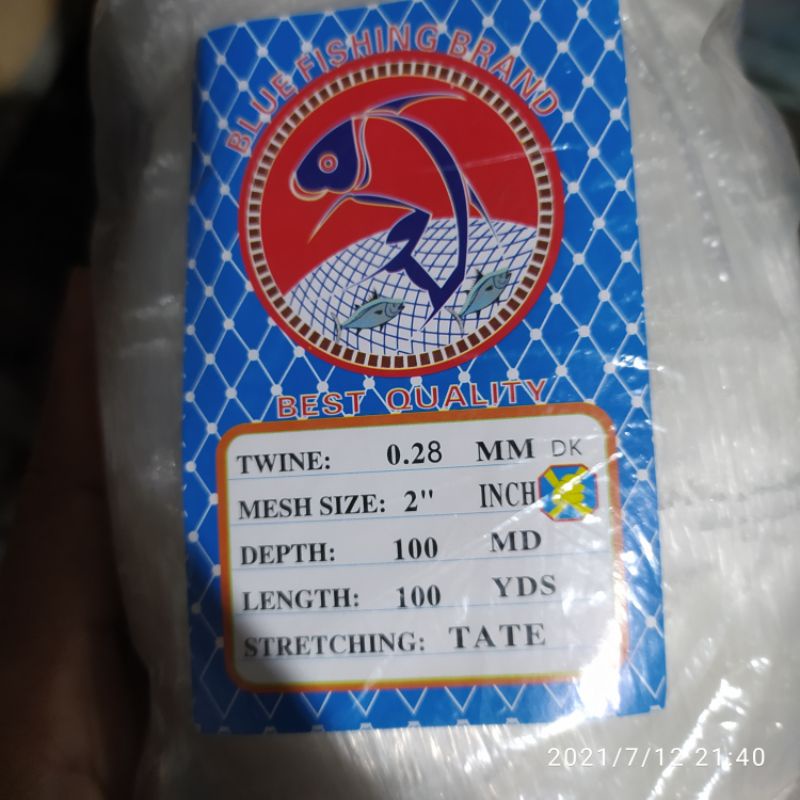 BLUE FISHING BRAND
BEST QUALITY
TWINE: 0.28 MM DK
MESH SIZE: 2" INCH
DEPTH: 100 MD
LENGTH: 100 YDS
STRETCHING: TATE
2021/7/12 21:40